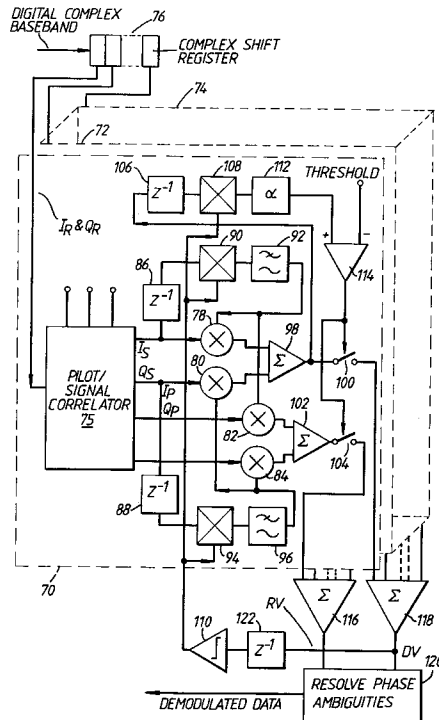 DIGITAL COMPLEX
BASEBAND
76
COMPLEX SHIFT
REGISTER
74
72
106
108
112
Z⁻¹
α
THRESHOLD
I_R & Q_R
90
92
+
−
114
86
Z⁻¹
78
98
I_S
Σ
100
Q_S
80
PILOT/
SIGNAL
CORRELATOR
75
I_P
Q_P
102
82
Σ
104
84
Z⁻¹
88
94
96
70
Σ
Σ
116
118
110
122
RV
Z⁻¹
DV
120
RESOLVE PHASE
AMBIGUITIES
DEMODULATED DATA